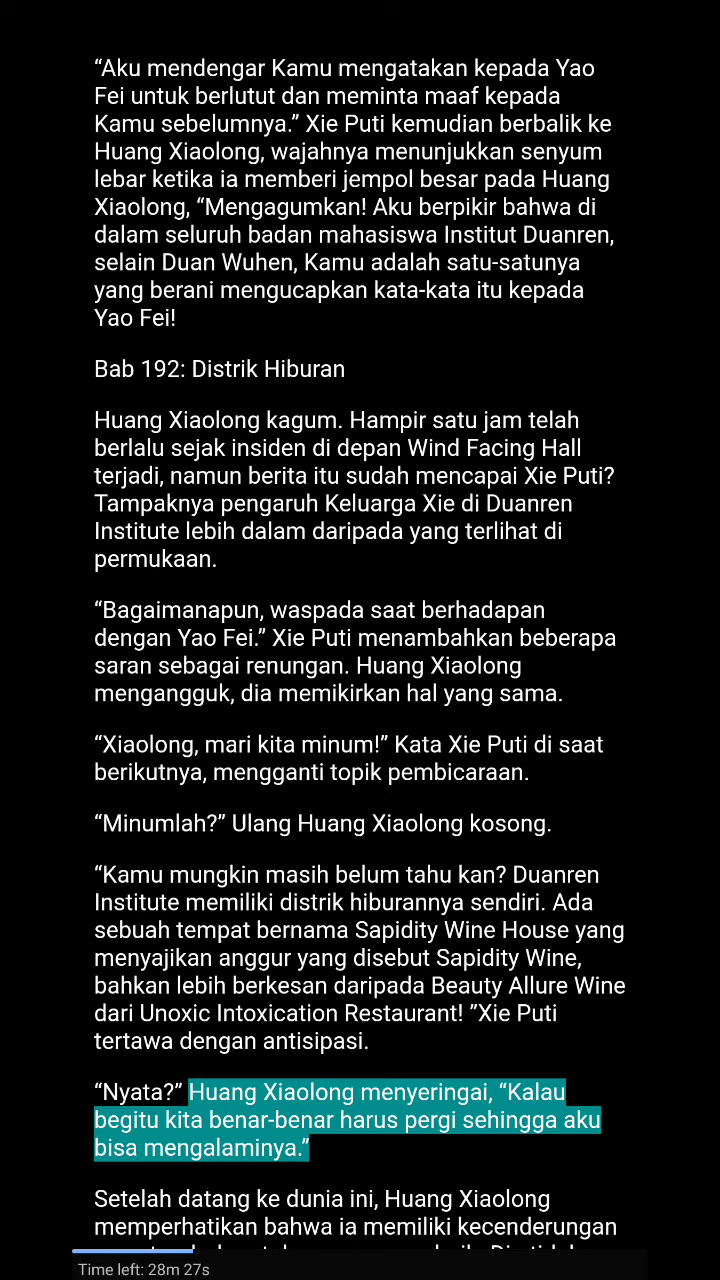 “Aku mendengar Kamu mengatakan kepada Yao
Fei untuk berlutut dan meminta maaf kepada
Kamu sebelumnya.” Xie Puti kemudian berbalik ke
Huang Xiaolong, wajahnya menunjukkan senyum
lebar ketika ia memberi jempol besar pada Huang
Xiaolong, “Mengagumkan! Aku berpikir bahwa di
dalam seluruh badan mahasiswa Institut Duanren,
selain Duan Wuhen, Kamu adalah satu-satunya
yang berani mengucapkan kata-kata itu kepada
Yao Fei!
Bab 192: Distrik Hiburan
Huang Xiaolong kagum. Hampir satu jam telah
berlalu sejak insiden di depan Wind Facing Hall
terjadi, namun berita itu sudah mencapai Xie Puti?
Tampaknya pengaruh Keluarga Xie di Duanren
Institute lebih dalam daripada yang terlihat di
permukaan.
“Bagaimanapun, waspada saat berhadapan
dengan Yao Fei.” Xie Puti menambahkan beberapa
saran sebagai renungan. Huang Xiaolong
mengangguk, dia memikirkan hal yang sama.
“Xiaolong, mari kita minum!” Kata Xie Puti di saat
berikutnya, mengganti topik pembicaraan.
“Minumlah?” Ulang Huang Xiaolong kosong.
“Kamu mungkin masih belum tahu kan? Duanren
Institute memiliki distrik hiburannya sendiri. Ada
sebuah tempat bernama Sapidity Wine House yang
menyajikan anggur yang disebut Sapidity Wine,
bahkan lebih berkesan daripada Beauty Allure Wine
dari Unoxic Intoxication Restaurant! ”Xie Puti
tertawa dengan antisipasi.
“Nyata?” Huang Xiaolong menyeringai, “Kalau
begitu kita benar-benar harus pergi sehingga aku
bisa mengalaminya.”
Setelah datang ke dunia ini, Huang Xiaolong
memperhatikan bahwa ia memiliki kecenderungan
Time left: 28m 27s